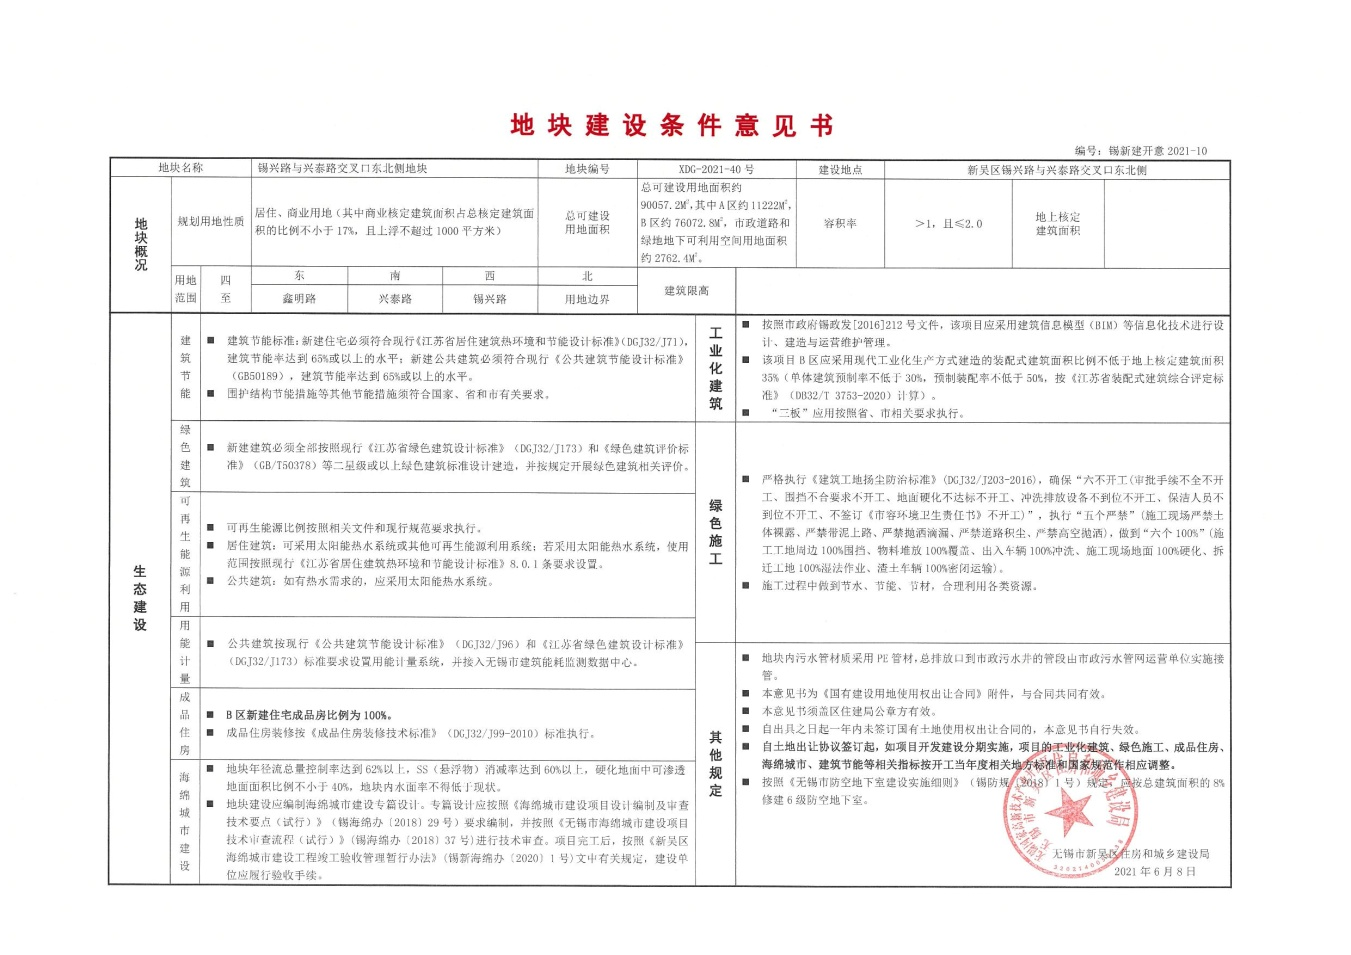 地块建设条件意见书
编号：锡新建开意 2021-10
地块名称
锡兴路与兴泰路交叉口东北侧地块
地块编号
XDG-2021-40 号
建设地点
新吴区锡兴路与兴泰路交叉口东北侧
地块概况
规划用地性质
居住、商业用地（其中商业核定建筑面积占总核定建筑面
积的比例不小于 17%，且上浮不超过 1000 平方米）
总可建设
用地面积
总可建设用地面积约
90057.2M²,其中 A 区约 11222M²,
B 区约 76072.8M²，市政道路和
绿地地下可利用空间用地面积
约 2762.4M²。
容积率
＞1，且≤2.0
地上核定
建筑面积
用地
范围
四
至
东
南
西
北
鑫明路
兴泰路
锡兴路
用地边界
建筑限高
生态建设
建筑节能
■ 建筑节能标准：新建住宅必须符合现行《江苏省居住建筑热环境和节能设计标准》(DGJ32/J71)，
建筑节能率达到 65%或以上的水平；新建公共建筑必须符合现行《公共建筑节能设计标准》
（GB50189），建筑节能率达到 65%或以上的水平。
■ 围护结构节能措施等其他节能措施须符合国家、省和市有关要求。
绿色建筑
■ 新建建筑必须全部按照现行《江苏省绿色建筑设计标准》（DGJ32/J173）和《绿色建筑评价标
准》（GB/T50378）等二星级或以上绿色建筑标准设计建造，并按规定开展绿色建筑相关评价。
可再生能源利用
■ 可再生能源比例按照相关文件和现行规范要求执行。
■ 居住建筑：可采用太阳能热水系统或其他可再生能源利用系统；若采用太阳能热水系统，使用
范围按照现行《江苏省居住建筑热环境和节能设计标准》8.0.1 条要求设置。
■ 公共建筑：如有热水需求的，应采用太阳能热水系统。
用能计量
■ 公共建筑按现行《公共建筑节能设计标准》（DGJ32/J96）和《江苏省绿色建筑设计标准》
（DGJ32/J173）标准要求设置用能计量系统，并接入无锡市建筑能耗监测数据中心。
成品住房
■ B 区新建住宅成品房比例为 100%。
■ 成品住房装修按《成品住房装修技术标准》（DGJ32/J99-2010）标准执行。
海绵城市建设
■ 地块年径流总量控制率达到 62%以上，SS（悬浮物）消减率达到 60%以上，硬化地面中可渗透
地面面积比例不小于 40%，地块内水面率不得低于现状。
■ 地块建设应编制海绵城市建设专篇设计。专篇设计应按照《海绵城市建设项目设计编制及审查
技术要点（试行）》（锡海绵办〔2018〕29 号）要求编制，并按照《无锡市海绵城市建设项目
技术审查流程（试行）》（锡海绵办〔2018〕37 号)进行技术审查。项目完工后，按照《新吴区
海绵城市建设工程竣工验收管理暂行办法》(锡新海绵办〔2020〕1 号)文中有关规定，建设单
位应履行验收手续。
工业化建筑
■ 按照市政府锡政发[2016]212 号文件，该项目应采用建筑信息模型（BIM）等信息化技术进行设
计、建造与运营维护管理。
■ 该项目 B 区应采用现代工业化生产方式建造的装配式建筑面积比例不低于地上核定建筑面积
35%（单体建筑预制率不低于 30%，预制装配率不低于 50%，按《江苏省装配式建筑综合评定标
准》（DB32/T 3753-2020）计算）。
■ “三板”应用按照省、市相关要求执行。
绿色施工
■ 严格执行《建筑工地扬尘防治标准》(DGJ32/J203-2016)，确保“六不开工(审批手续不全不开
工、围挡不合要求不开工、地面硬化不达标不开工、冲洗排放设备不到位不开工、保洁人员不
到位不开工、不签订《市容环境卫生责任书》不开工)”，执行“五个严禁”(施工现场严禁土
体裸露、严禁带泥上路、严禁抛洒滴漏、严禁道路积尘、严禁高空抛洒)，做到“六个 100%”(施
工工地周边 100%围挡、物料堆放 100%覆盖、出入车辆 100%冲洗、施工现场地面 100%硬化、拆
迁工地 100%湿法作业、渣土车辆 100%密闭运输)。
■ 施工过程中做到节水、节能、节材，合理利用各类资源。
其他规定
■ 地块内污水管材质采用 PE 管材,总排放口到市政污水井的管段由市政污水管网运营单位实施接
管。
■ 本意见书为《国有建设用地使用权出让合同》附件，与合同共同有效。
■ 本意见书须盖区住建局公章方有效。
■ 自出具之日起一年内未签订国有土地使用权出让合同的，本意见书自行失效。
■ 自土地出让协议签订起，如项目开发建设分期实施，项目的工业化建筑、绿色施工、成品住房、
海绵城市、建筑节能等相关指标按开工当年度相关地方标准和国家规范作相应调整。
■ 按照《无锡市防空地下室建设实施细则》（锡防规〔2018〕1 号）规定，应按总建筑面积的 8%
修建 6 级防空地下室。
无锡市新吴区住房和城乡建设局
2021 年 6 月 8 日